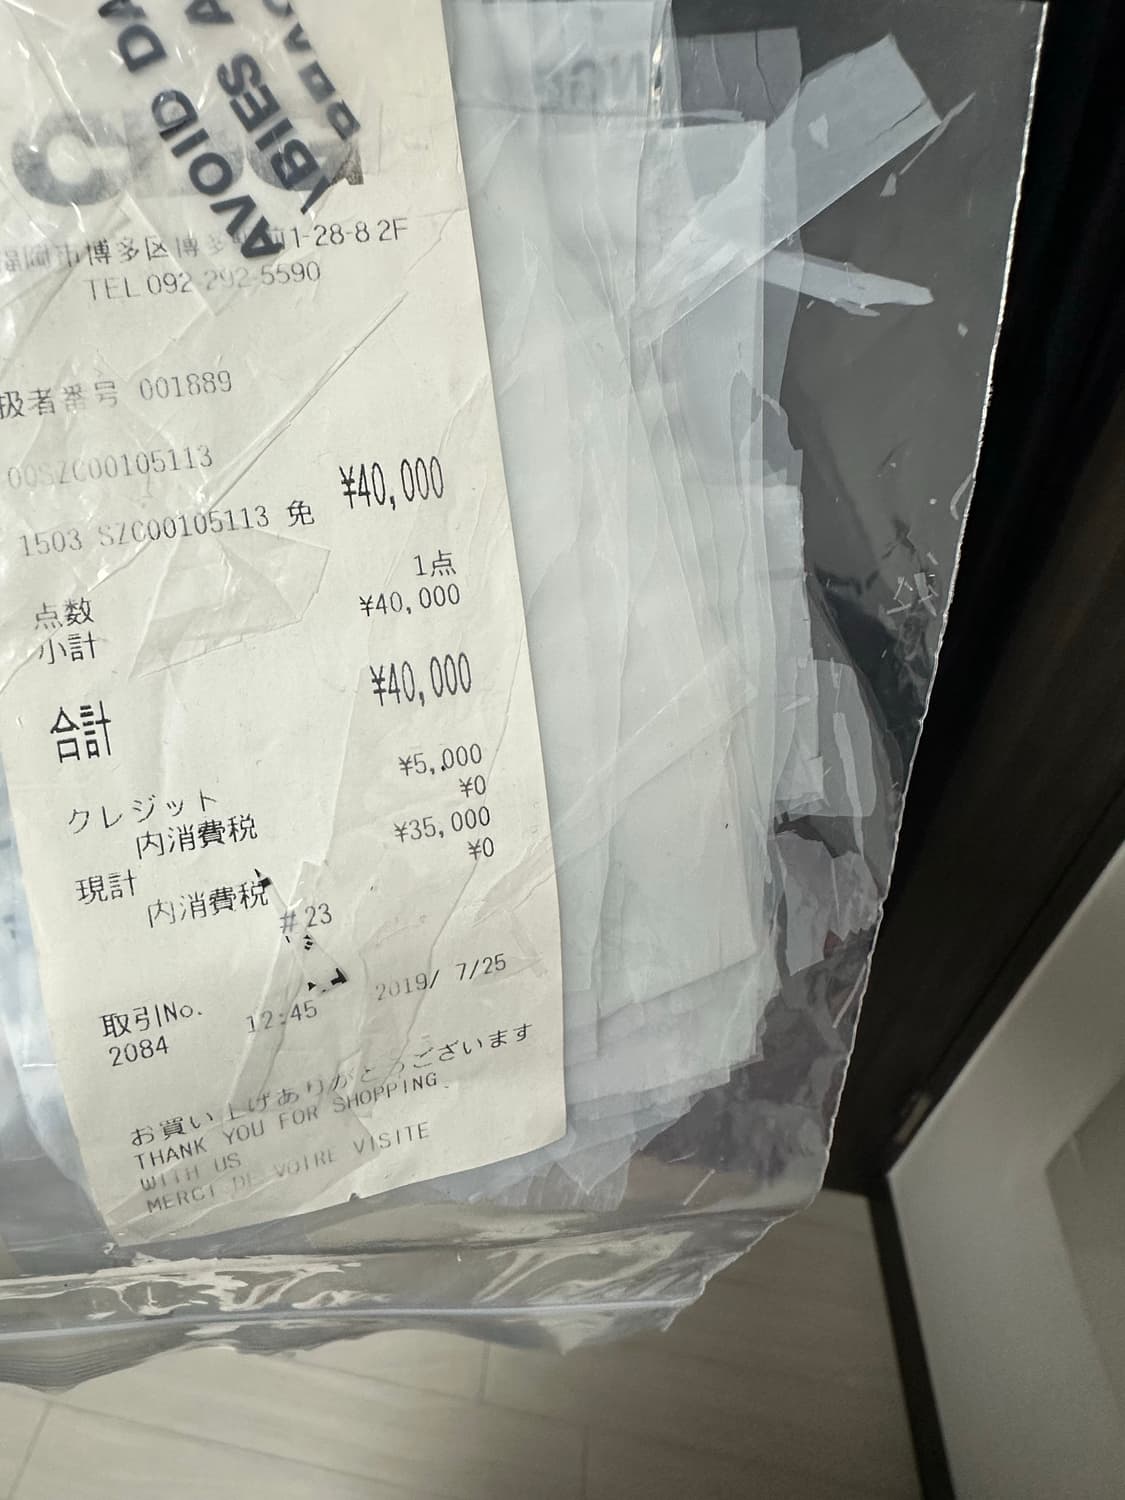 AVOID DA
BIES A
福岡市博多区博多駅前1-28-8 2F
TEL 092-292-5590
扱者番号 001889
00SZC00105113
1503 SZC00105113 免 ¥40,000
点数 1点
小計 ¥40,000
合計 ¥40,000
クレジット ¥5,000
内消費税 ¥0
現計 ¥35,000
内消費税 ¥0
#23
取引No. 12:45 2019/ 7/25
2084
お買い上げありがとうございます
THANK YOU FOR SHOPPING
WITH US
MERCI DE VOTRE VISITE